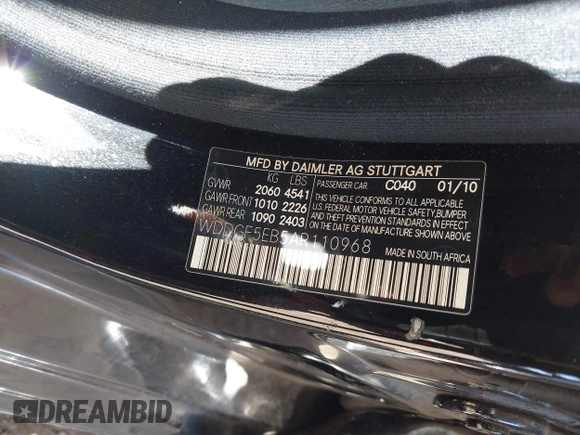 MFD BY DAIMLER AG STUTTGART
KG LBS
GVWR 2060 4541
GAWR FRONT 1010 2226
GAWR REAR 1090 2403
PASSENGER CAR C040 01/10
THIS VEHICLE CONFORMS TO ALL APPLICABLE
U.S. FEDERAL MOTOR VEHICLE SAFETY, BUMPER
AND THEFT PREVENTION STANDARDS IN EFFECT
ON THE DATE OF MANUFACTURE SHOWN ABOVE
WDDGF5EB5AR110968
MADE IN SOUTH AFRICA
DREAMBID